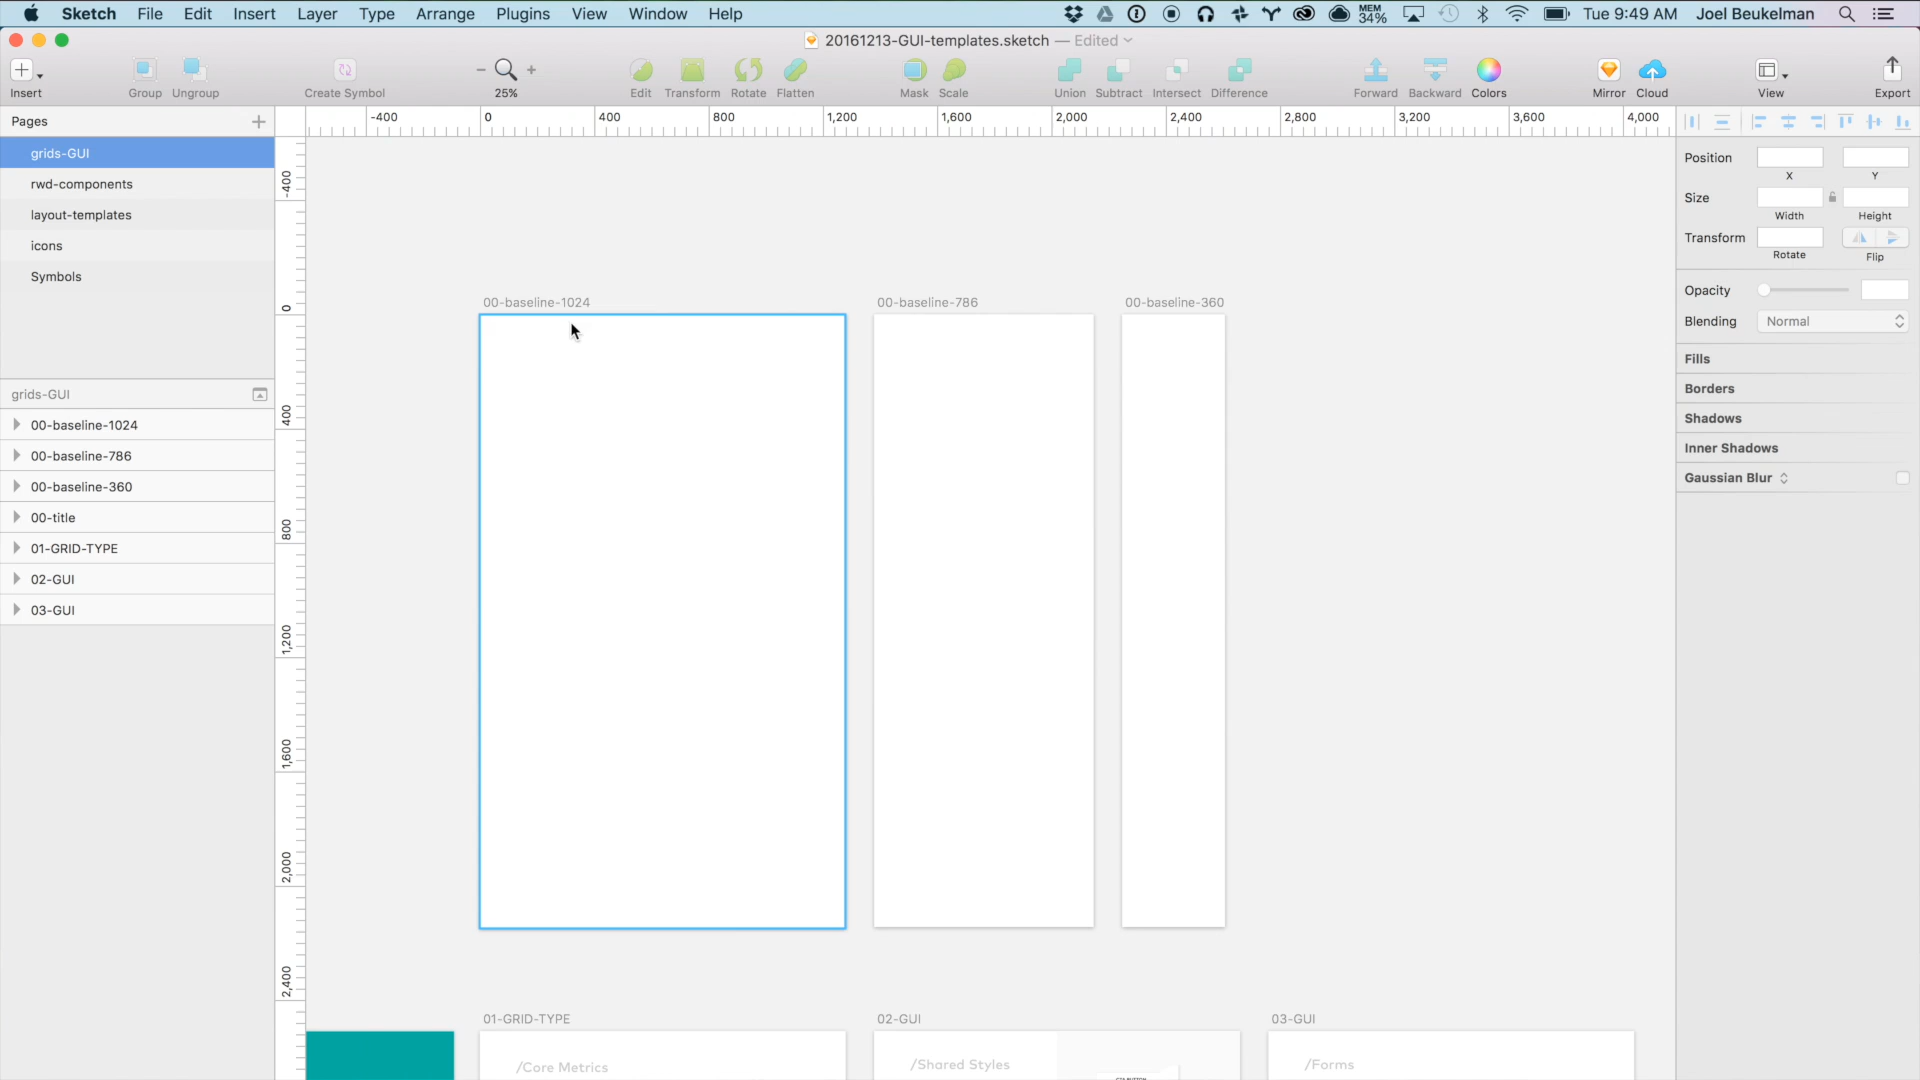 Sketch File Edit Insert Layer Type Arrange Plugins View Window Help MEM 34% Tue 9:49 AM Joel Beukelman
20161213-GUI-templates.sketch — Edited
Insert Group Ungroup Create Symbol 25% Edit Transform Rotate Flatten Mask Scale Union Subtract Intersect Difference Forward Backward Colors Mirror Cloud View Export
Pages
-400 0 400 800 1,200 1,600 2,000 2,400 2,800 3,200 3,600 4,000
grids-GUI
rwd-components
layout-templates
icons
Symbols
grids-GUI
00-baseline-1024
00-baseline-786
00-baseline-360
00-title
01-GRID-TYPE
02-GUI
03-GUI
-400
0
400
800
1,200
1,600
2,000
2,400
00-baseline-1024 00-baseline-786 00-baseline-360
01-GRID-TYPE 02-GUI 03-GUI
/Core Metrics /Shared Styles /Forms
CTA BUTTON
Position
X Y
Size
Width Height
Transform
Rotate Flip
Opacity
Blending Normal
Fills
Borders
Shadows
Inner Shadows
Gaussian Blur